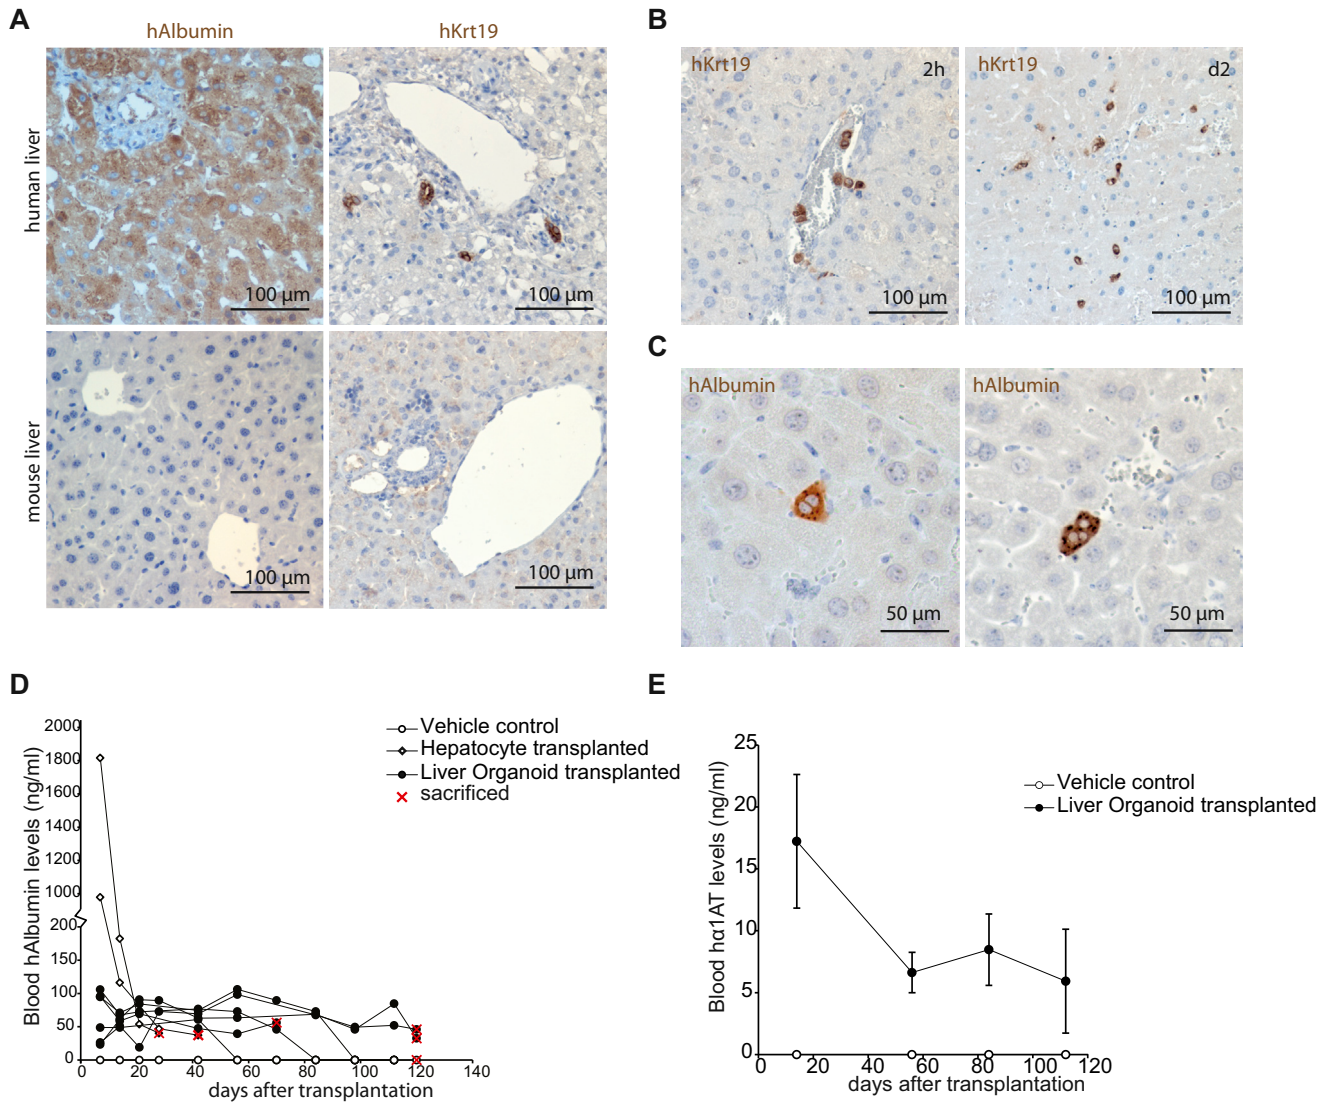 A
hAlbumin
hKrt19
human liver
100 µm
100 µm
mouse liver
100 µm
100 µm
B
hKrt19
2h
hKrt19
d2
100 µm
100 µm
C
hAlbumin
hAlbumin
50 µm
50 µm
D
Blood hAlbumin levels (ng/ml)
2000
1800
1600
1400
1200
1000
200
150
100
50
0
0
20
40
60
80
100
120
140
days after transplantation
Vehicle control
Hepatocyte transplanted
Liver Organoid transplanted
sacrificed
E
Blood hα1AT levels (ng/ml)
25
20
15
10
5
0
0
20
40
60
80
100
120
days after transplantation
Vehicle control
Liver Organoid transplanted